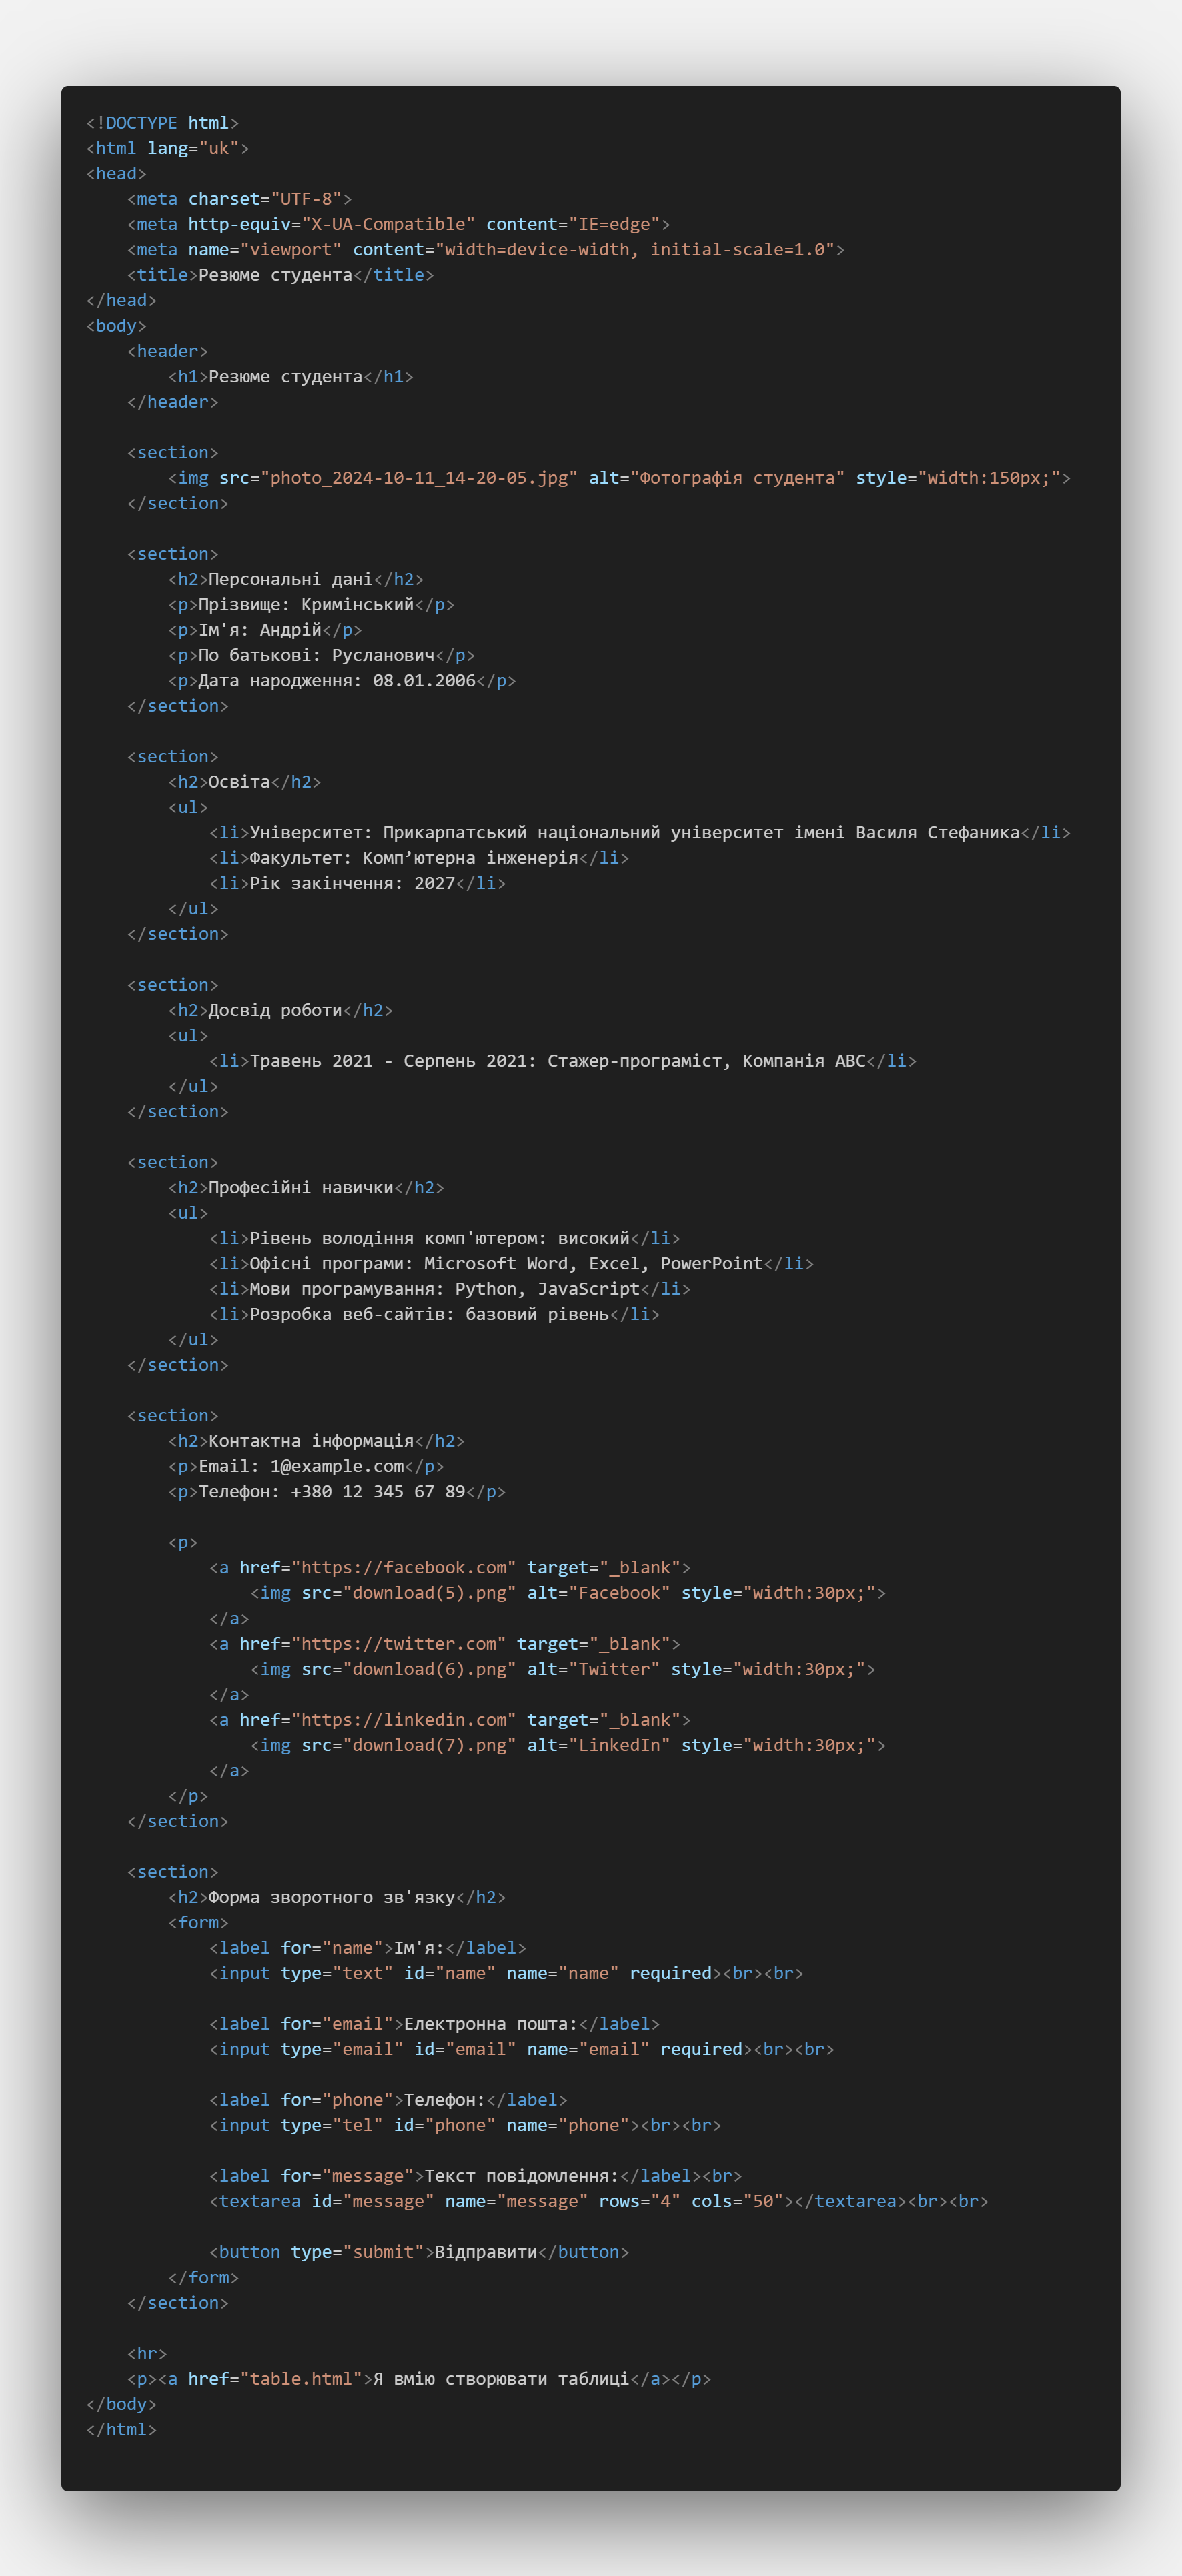 <!DOCTYPE html>
<html lang="uk">
<head>
    <meta charset="UTF-8">
    <meta http-equiv="X-UA-Compatible" content="IE=edge">
    <meta name="viewport" content="width=device-width, initial-scale=1.0">
    <title>Резюме студента</title>
</head>
<body>
    <header>
        <h1>Резюме студента</h1>
    </header>

    <section>
        <img src="photo_2024-10-11_14-20-05.jpg" alt="Фотографія студента" style="width:150px;">
    </section>

    <section>
        <h2>Персональні дані</h2>
        <p>Прізвище: Кримінський</p>
        <p>Ім'я: Андрій</p>
        <p>По батькові: Русланович</p>
        <p>Дата народження: 08.01.2006</p>
    </section>

    <section>
        <h2>Освіта</h2>
        <ul>
            <li>Університет: Прикарпатський національний університет імені Василя Стефаника</li>
            <li>Факультет: Комп’ютерна інженерія</li>
            <li>Рік закінчення: 2027</li>
        </ul>
    </section>

    <section>
        <h2>Досвід роботи</h2>
        <ul>
            <li>Травень 2021 - Серпень 2021: Стажер-програміст, Компанія ABC</li>
        </ul>
    </section>

    <section>
        <h2>Професійні навички</h2>
        <ul>
            <li>Рівень володіння комп'ютером: високий</li>
            <li>Офісні програми: Microsoft Word, Excel, PowerPoint</li>
            <li>Мови програмування: Python, JavaScript</li>
            <li>Розробка веб-сайтів: базовий рівень</li>
        </ul>
    </section>

    <section>
        <h2>Контактна інформація</h2>
        <p>Email: 1@example.com</p>
        <p>Телефон: +380 12 345 67 89</p>

        <p>
            <a href="https://facebook.com" target="_blank">
                <img src="download(5).png" alt="Facebook" style="width:30px;">
            </a>
            <a href="https://twitter.com" target="_blank">
                <img src="download(6).png" alt="Twitter" style="width:30px;">
            </a>
            <a href="https://linkedin.com" target="_blank">
                <img src="download(7).png" alt="LinkedIn" style="width:30px;">
            </a>
        </p>
    </section>

    <section>
        <h2>Форма зворотного зв'язку</h2>
        <form>
            <label for="name">Ім'я:</label>
            <input type="text" id="name" name="name" required><br><br>

            <label for="email">Електронна пошта:</label>
            <input type="email" id="email" name="email" required><br><br>

            <label for="phone">Телефон:</label>
            <input type="tel" id="phone" name="phone"><br><br>

            <label for="message">Текст повідомлення:</label><br>
            <textarea id="message" name="message" rows="4" cols="50"></textarea><br><br>

            <button type="submit">Відправити</button>
        </form>
    </section>

    <hr>
    <p><a href="table.html">Я вмію створювати таблиці</a></p>
</body>
</html>